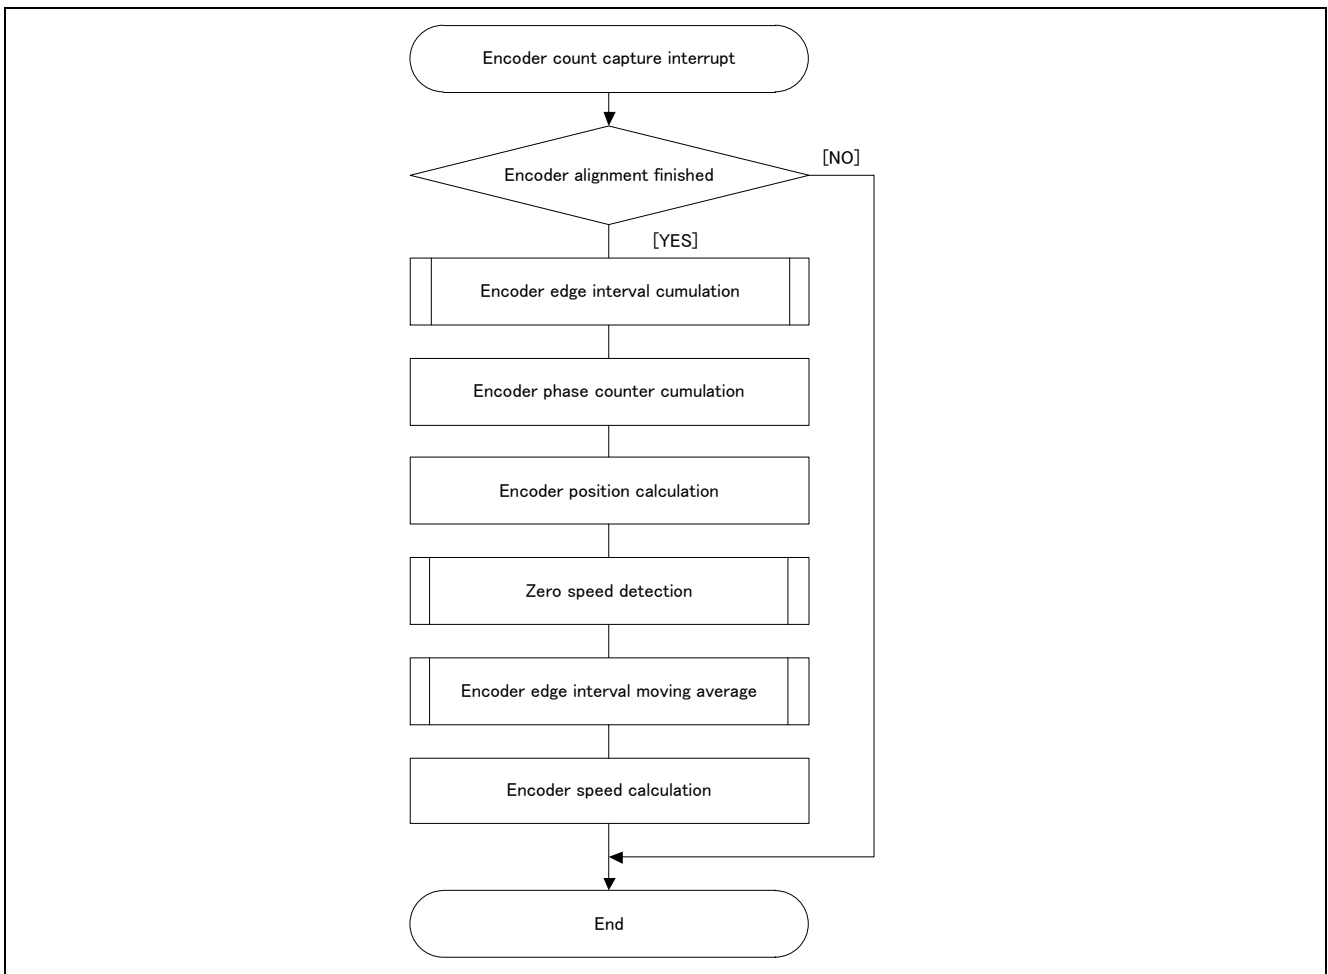 Encoder count capture interrupt
Encoder alignment finished
[NO]
[YES]
Encoder edge interval cumulation
Encoder phase counter cumulation
Encoder position calculation
Zero speed detection
Encoder edge interval moving average
Encoder speed calculation
End